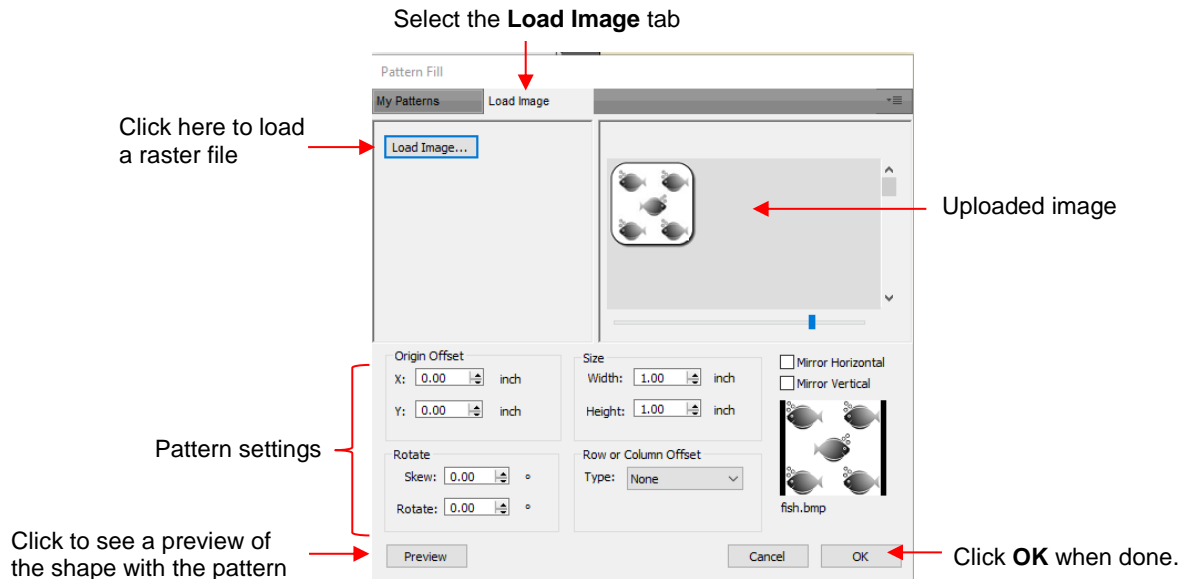 Select the Load Image tab
Pattern Fill
My Patterns Load Image
Click here to load
a raster file
Load Image...
Uploaded image
Pattern settings
Origin Offset
X: 0.00 inch
Y: 0.00 inch
Size
Width: 1.00 inch
Height: 1.00 inch
Mirror Horizontal
Mirror Vertical
Rotate
Skew: 0.00 °
Rotate: 0.00 °
Row or Column Offset
Type: None
fish.bmp
Click to see a preview of
the shape with the pattern
Preview
Cancel
OK
Click OK when done.